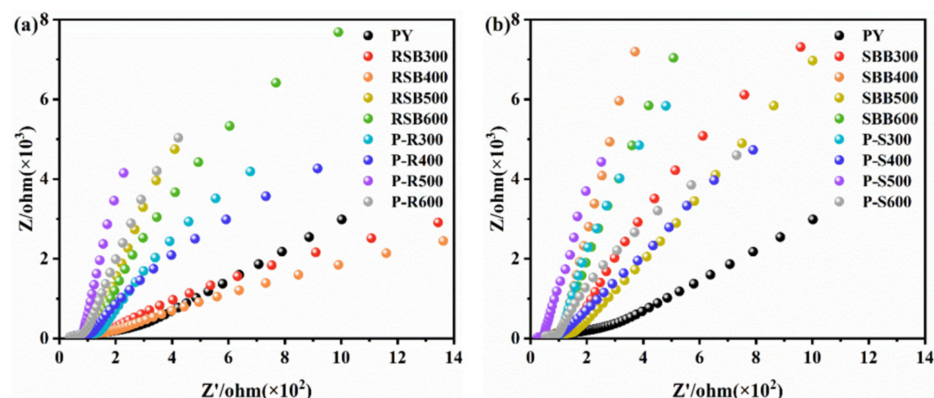 (a)
PY
RSB300
RSB400
RSB500
RSB600
P-R300
P-R400
P-R500
P-R600
8
6
4
2
0
Z/ohm(×10³)
0 2 4 6 8 10 12 14
Z'/ohm(×10²)
(b)
PY
SBB300
SBB400
SBB500
SBB600
P-S300
P-S400
P-S500
P-S600
8
6
4
2
0
Z/ohm(×10³)
0 2 4 6 8 10 12 14
Z'/ohm(×10²)